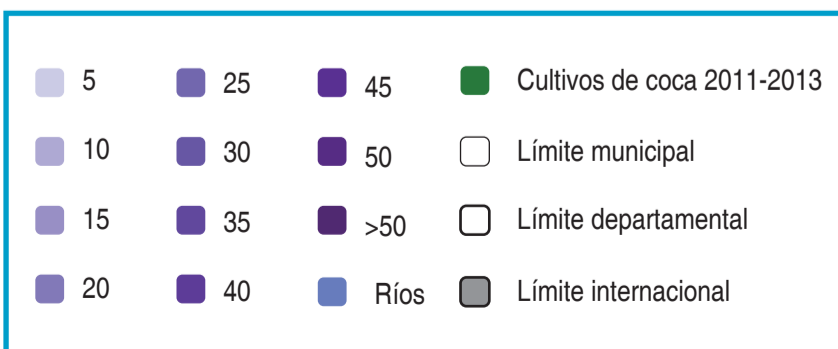 5 25 45 Cultivos de coca 2011-2013
10 30 50 Límite municipal
15 35 >50 Límite departamental
20 40 Ríos Límite internacional